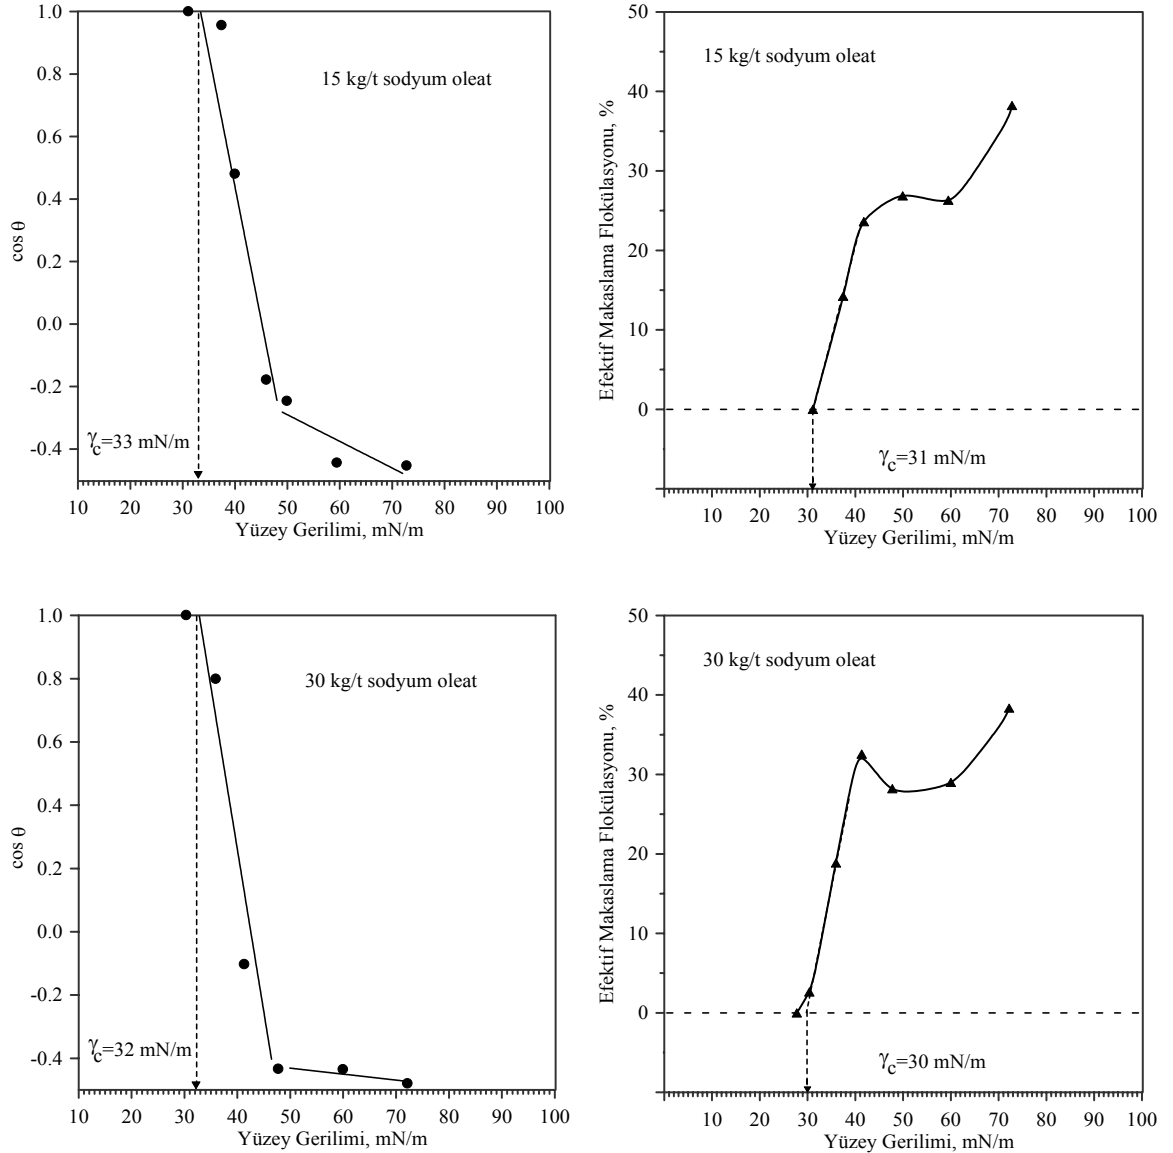 1.0
0.8
0.6
0.4
0.2
0.0
-0.2
-0.4
cos θ
15 kg/t sodyum oleat
γc=33 mN/m
10 20 30 40 50 60 70 80 90 100
Yüzey Gerilimi, mN/m
50
40
30
20
10
0
Efektif Makaslama Flokülasyonu, %
15 kg/t sodyum oleat
γc=31 mN/m
10 20 30 40 50 60 70 80 90 100
Yüzey Gerilimi, mN/m
1.0
0.8
0.6
0.4
0.2
0.0
-0.2
-0.4
cos θ
30 kg/t sodyum oleat
γc=32 mN/m
10 20 30 40 50 60 70 80 90 100
Yüzey Gerilimi, mN/m
50
40
30
20
10
0
Efektif Makaslama Flokülasyonu, %
30 kg/t sodyum oleat
γc=30 mN/m
10 20 30 40 50 60 70 80 90 100
Yüzey Gerilimi, mN/m